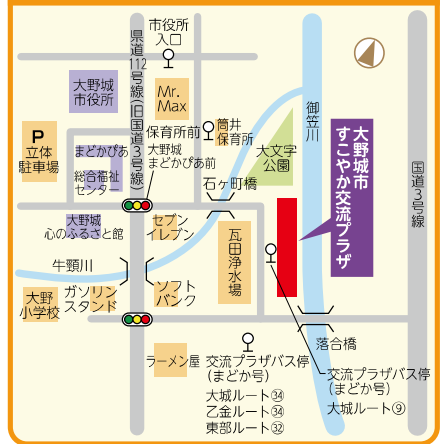 市役所
入口
県道112号線(旧国道3号線)
大野城
市役所
Mr.
Max
御笠川
国道3号線
P
立体
駐車場
まどかぴあ
総合福祉
センター
保育所前
大野城
まどかぴあ前
筒井
保育所
大文字
公園
石ヶ町橋
大野城市
すこやか交流プラザ
大野城
心のふるさと館
セブン
イレブン
瓦田浄水場
牛頸川
大野
小学校
ガソリン
スタンド
ソフト
バンク
落合橋
ラーメン屋
交流プラザバス停
(まどか号)
大城ルート㉞
乙金ルート㉞
東部ルート㉜
交流プラザバス停
(まどか号)
大城ルート⑨